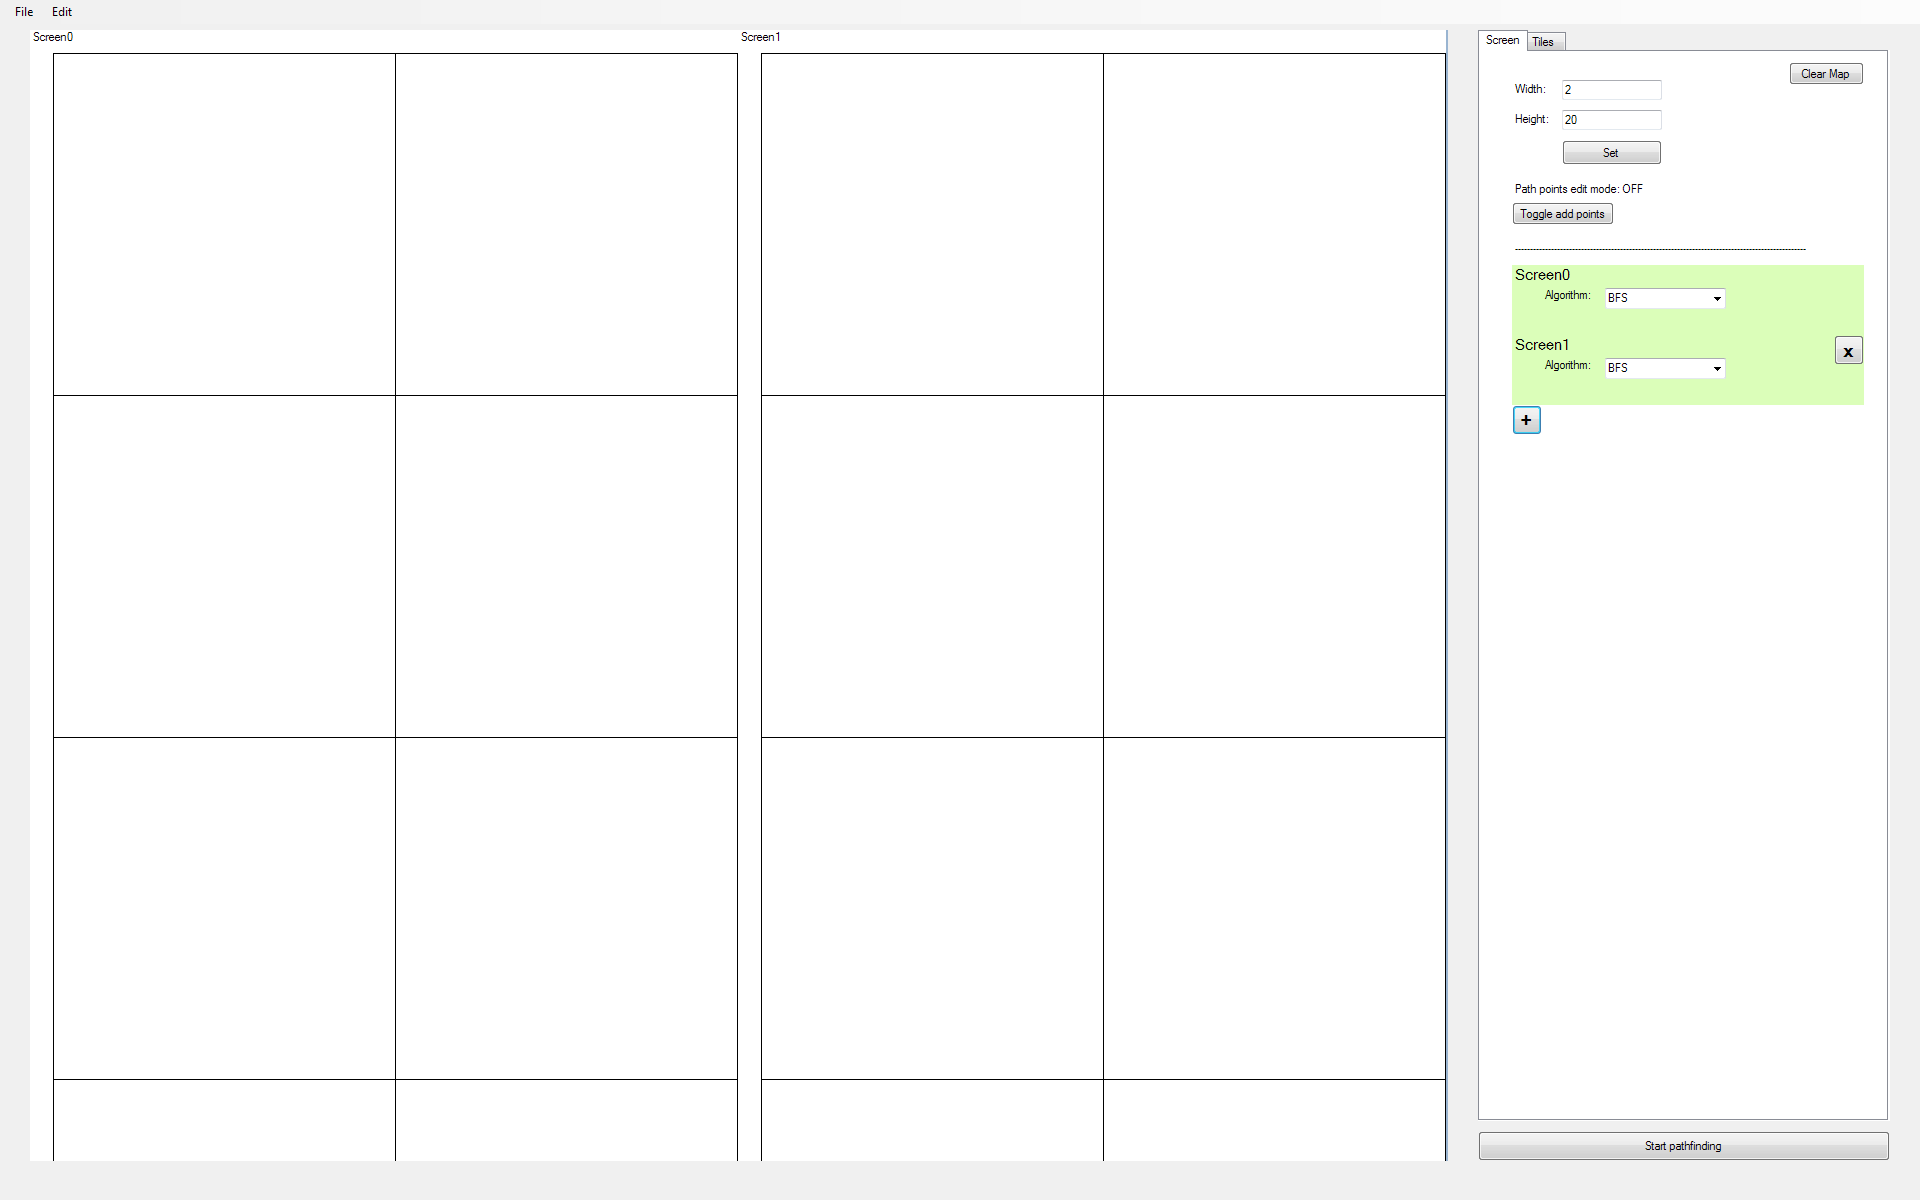 File Edit
Screen0 Screen1
Screen Tiles
Clear Map
Width: 2
Height: 20
Set
Path points edit mode: OFF
Toggle add points
Screen0
Algorithm: BFS
Screen1
x
Algorithm: BFS
+
Start pathfinding